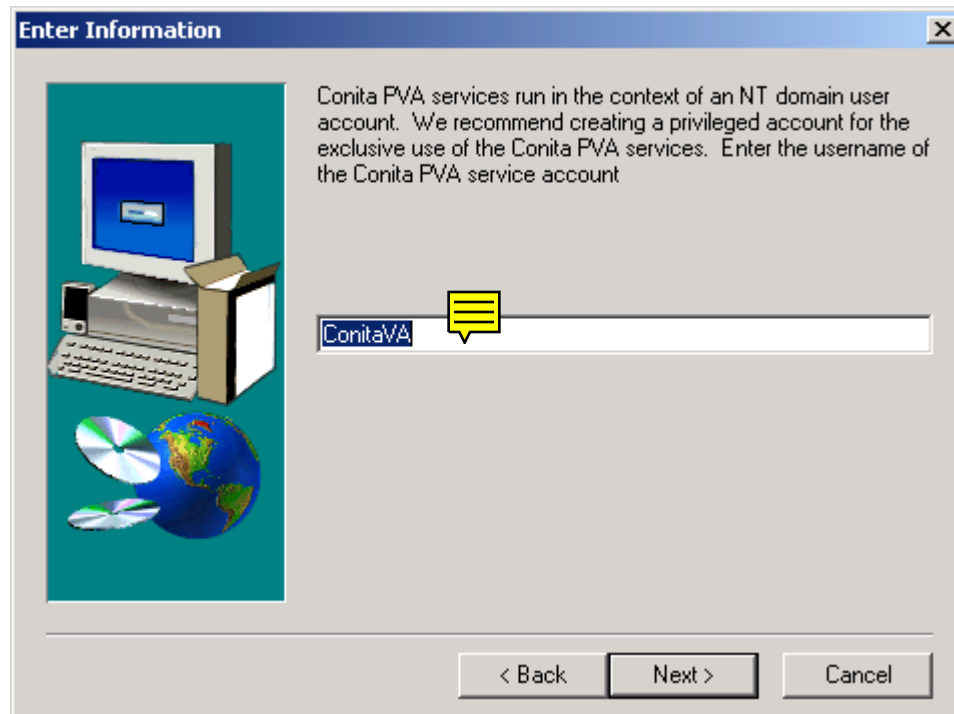 Enter Information
Conita PVA services run in the context of an NT domain user
account.  We recommend creating a privileged account for the
exclusive use of the Conita PVA services.  Enter the username of
the Conita PVA service account
ConitaVA
< Back
Next >
Cancel